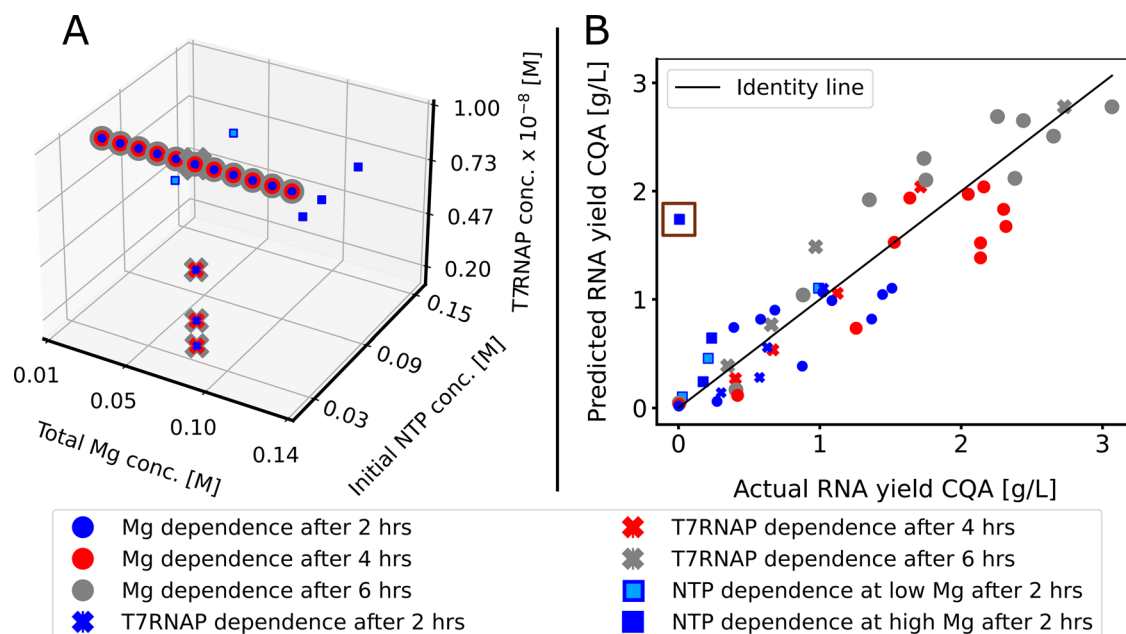 A
T7RNAP conc. x 10⁻⁸ [M]
1.00
0.73
0.47
0.20
0.15
0.09
0.03
Initial NTP conc. [M]
0.01
0.05
0.10
0.14
Total Mg conc. [M]
B
Predicted RNA yield CQA [g/L]
3
2
1
0
Identity line
0 1 2 3
Actual RNA yield CQA [g/L]
Mg dependence after 2 hrs
Mg dependence after 4 hrs
Mg dependence after 6 hrs
T7RNAP dependence after 2 hrs
T7RNAP dependence after 4 hrs
T7RNAP dependence after 6 hrs
NTP dependence at low Mg after 2 hrs
NTP dependence at high Mg after 2 hrs